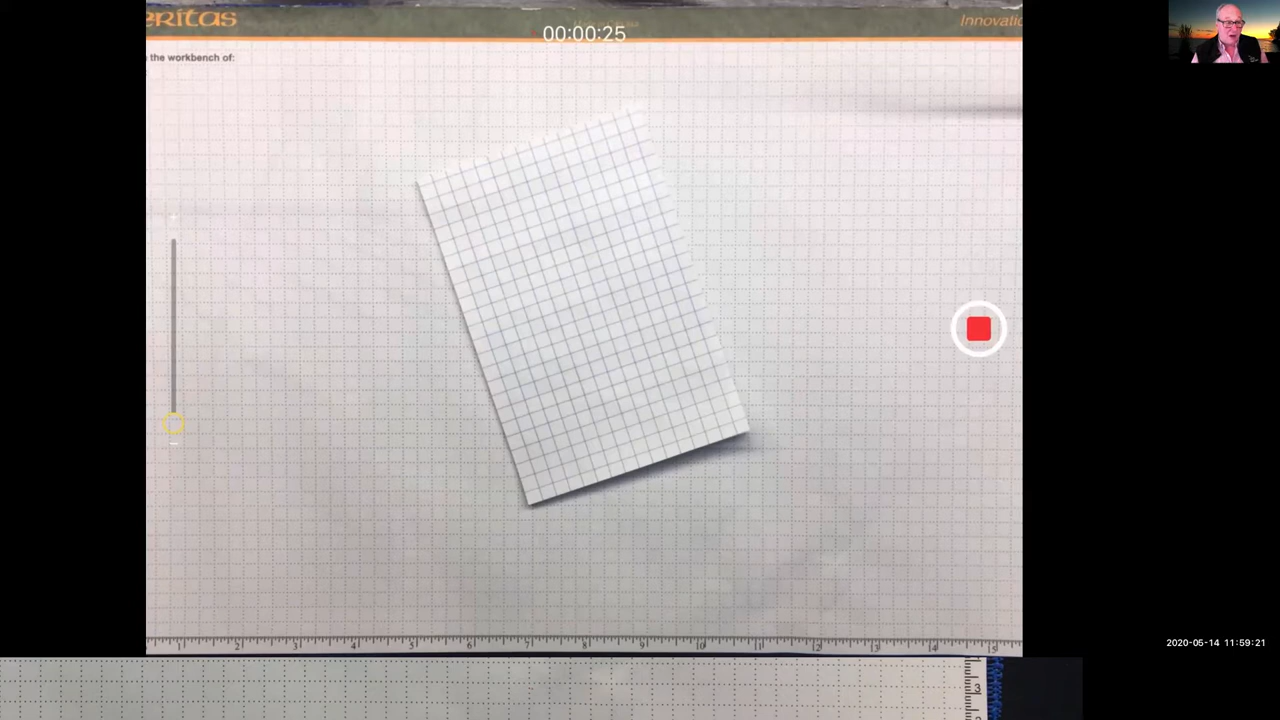 eritas
Innovatio
00:00:25
the workbench of:
1 2 3 4 5 6 7 8 9 10 11 12 13 14 15
3
2020-05-14 11:59:21